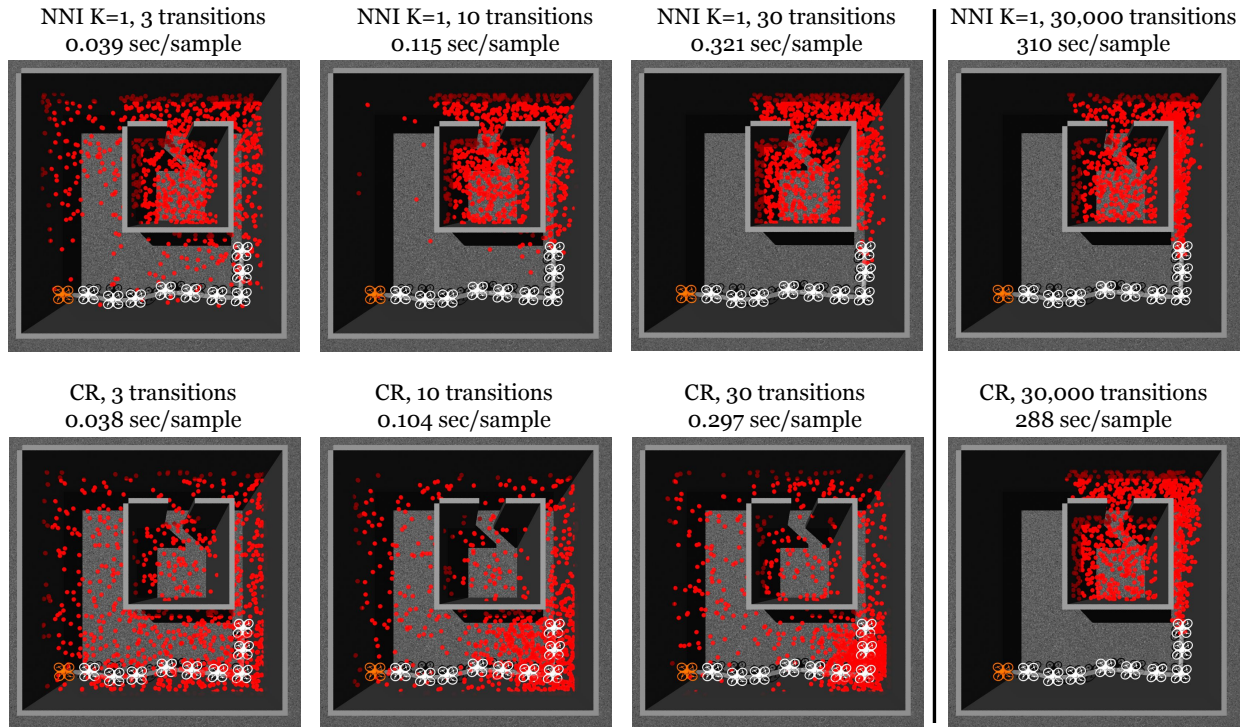 NNI K=1, 3 transitions
0.039 sec/sample
NNI K=1, 10 transitions
0.115 sec/sample
NNI K=1, 30 transitions
0.321 sec/sample
NNI K=1, 30,000 transitions
310 sec/sample
CR, 3 transitions
0.038 sec/sample
CR, 10 transitions
0.104 sec/sample
CR, 30 transitions
0.297 sec/sample
CR, 30,000 transitions
288 sec/sample